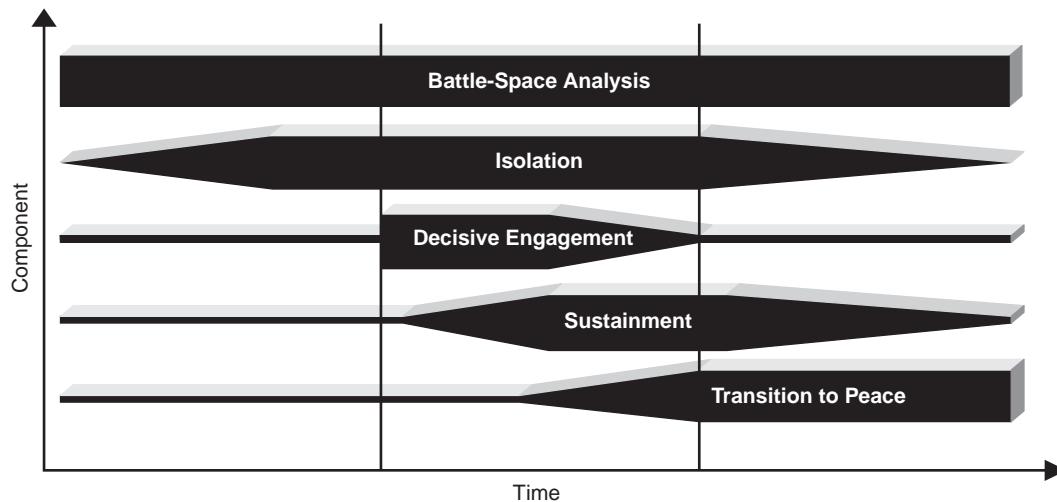 Battle-Space Analysis
Isolation
Decisive Engagement
Sustainment
Transition to Peace
Component
Time